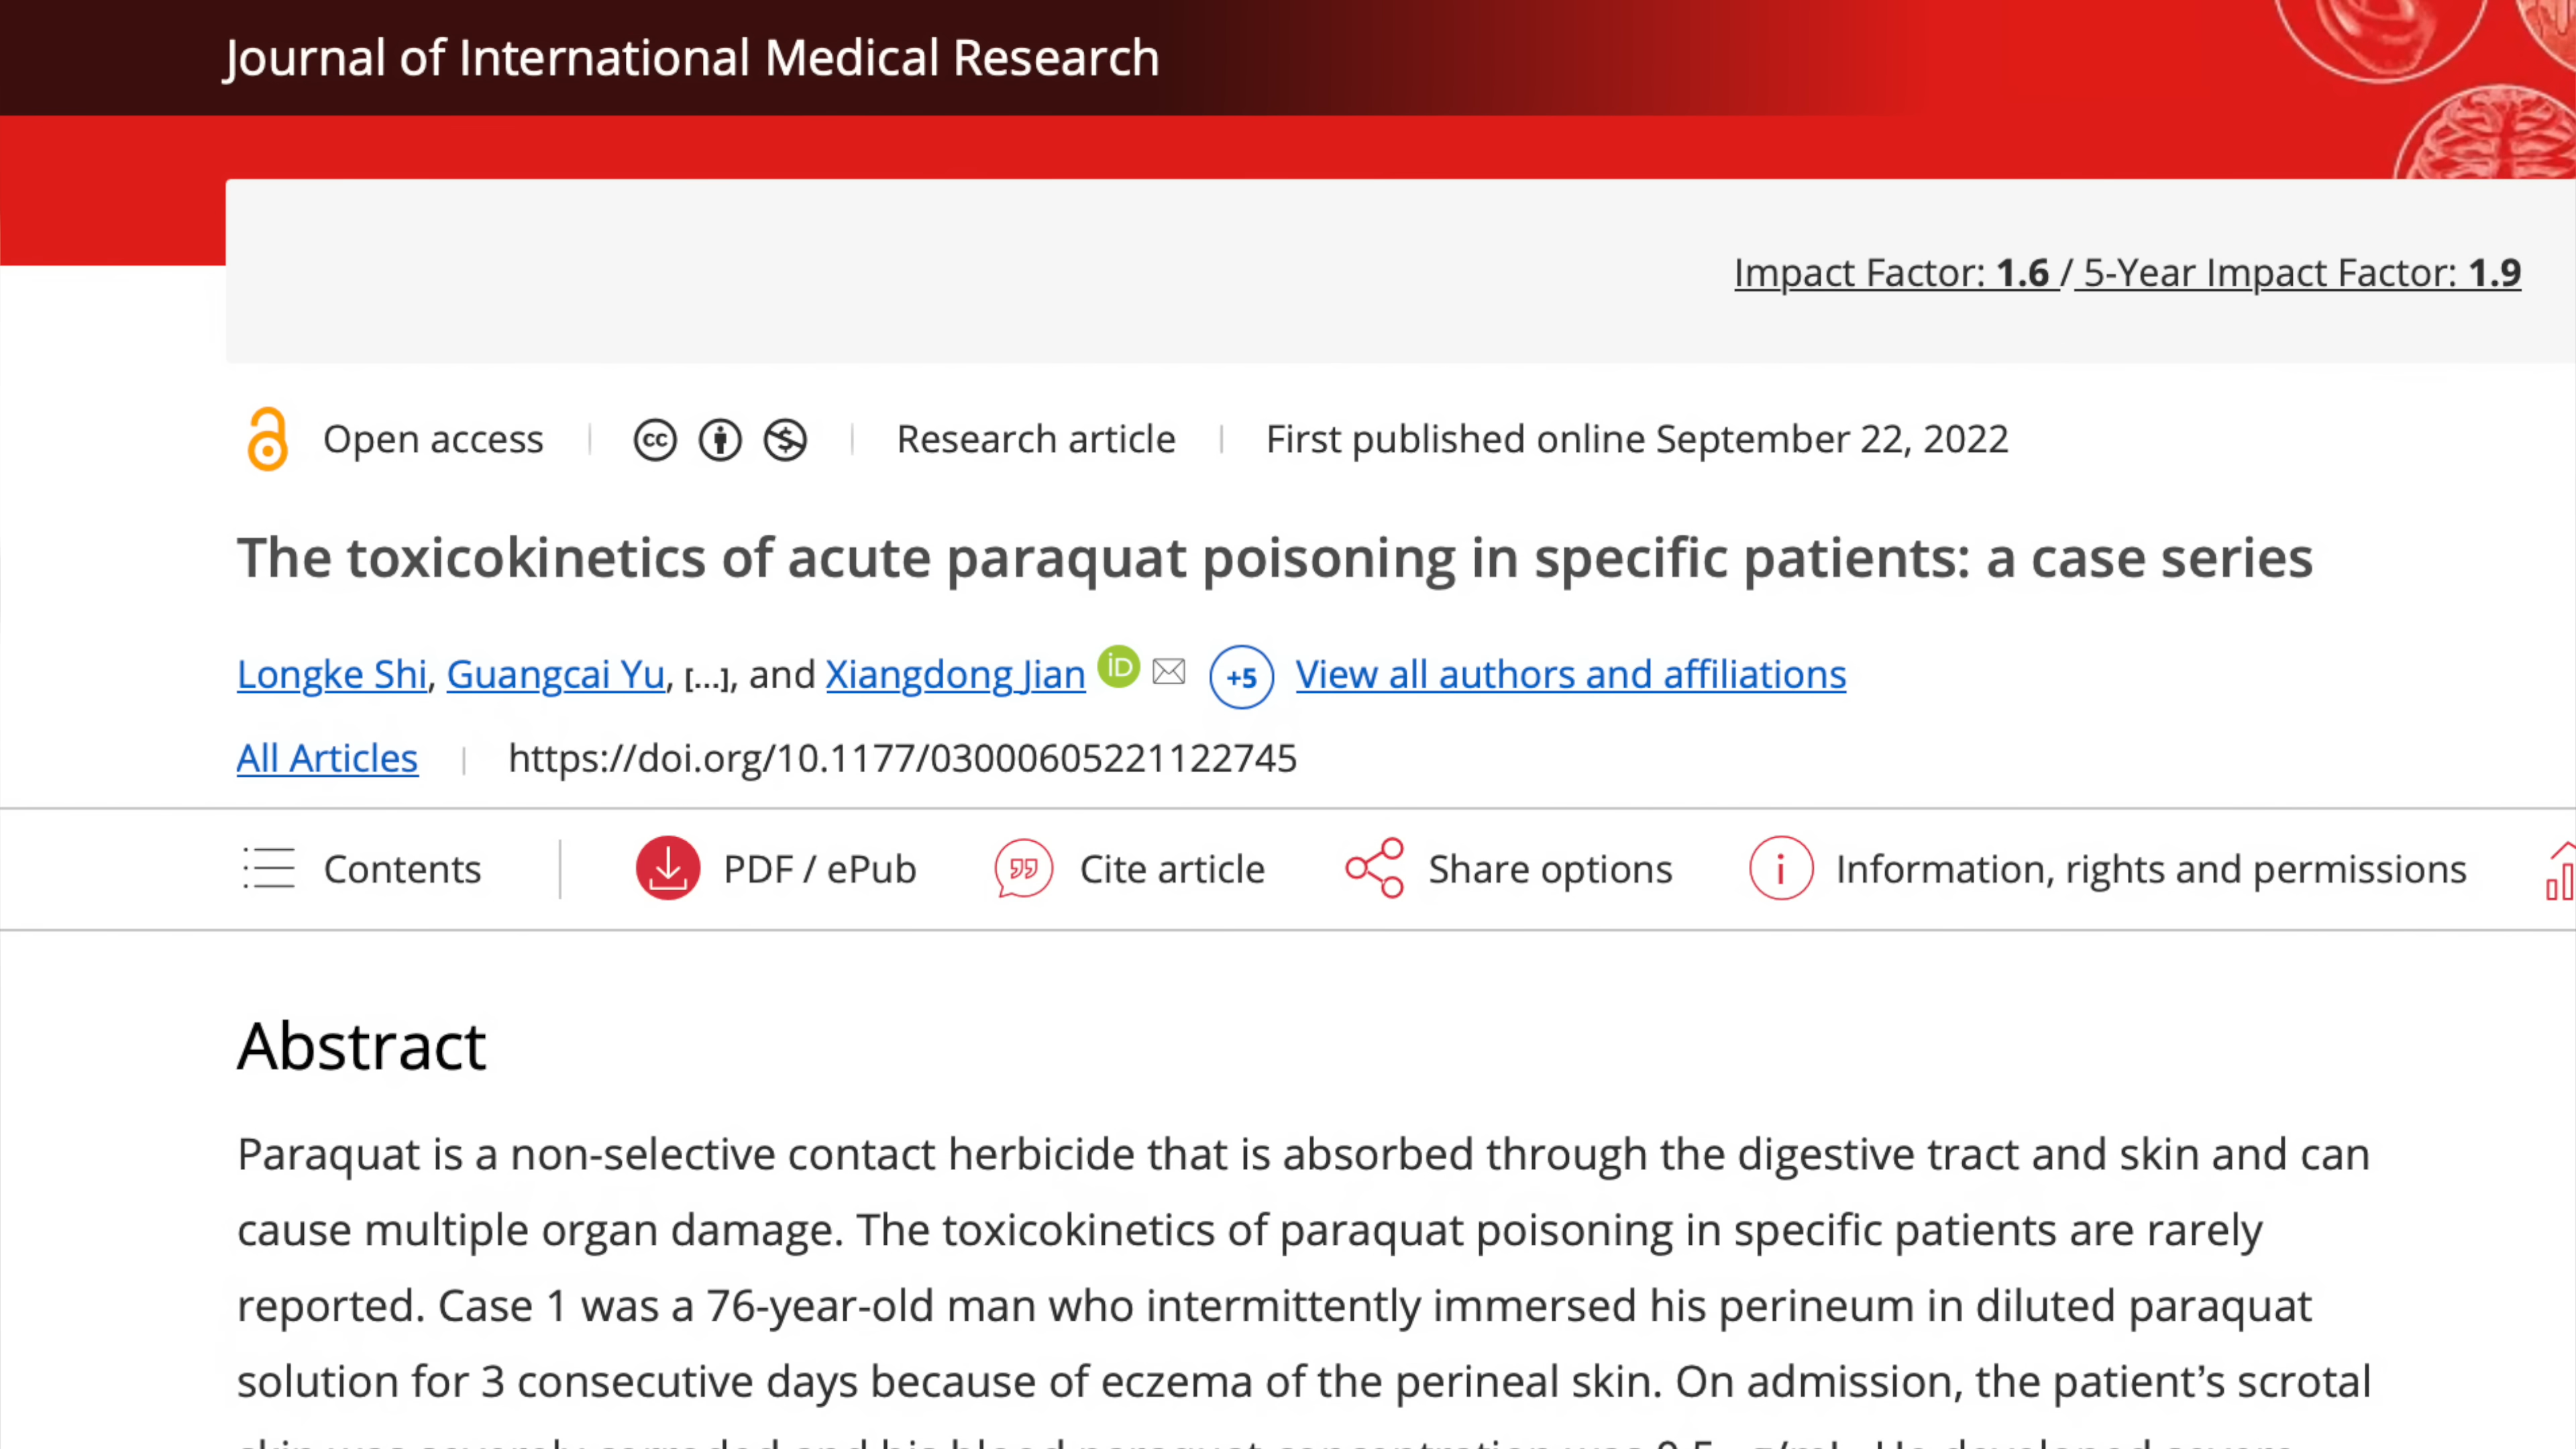 Journal of International Medical Research
Impact Factor: 1.6 / 5-Year Impact Factor: 1.9
Open access | cc | Research article | First published online September 22, 2022
The toxicokinetics of acute paraquat poisoning in specific patients: a case series
Longke Shi, Guangcai Yu, [...], and Xiangdong Jian iD +5 View all authors and affiliations
All Articles | https://doi.org/10.1177/03000605221122745
Contents | PDF / ePub Cite article Share options Information, rights and permissions
Abstract
Paraquat is a non-selective contact herbicide that is absorbed through the digestive tract and skin and can
cause multiple organ damage. The toxicokinetics of paraquat poisoning in specific patients are rarely
reported. Case 1 was a 76-year-old man who intermittently immersed his perineum in diluted paraquat
solution for 3 consecutive days because of eczema of the perineal skin. On admission, the patient’s scrotal